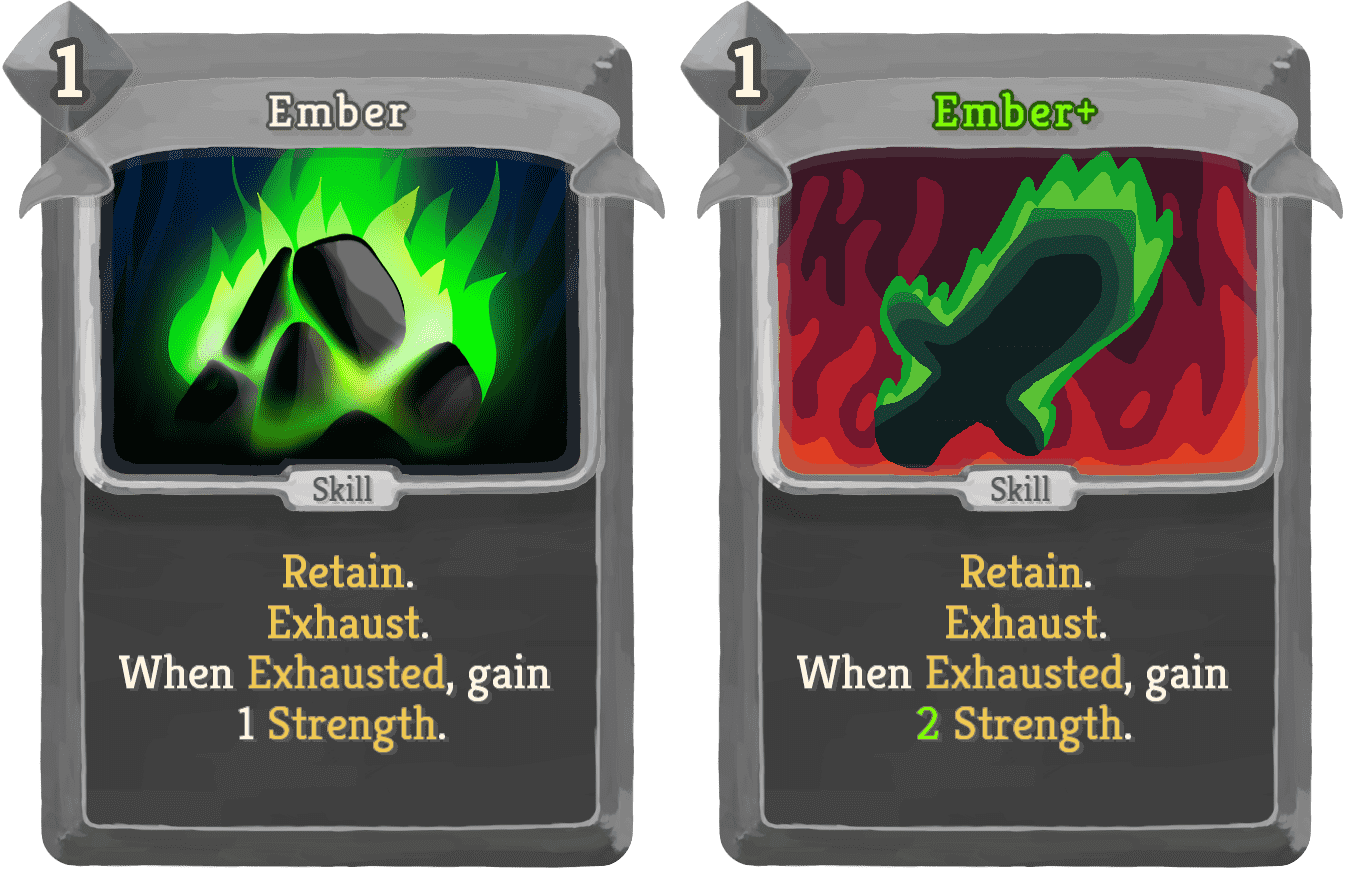 1
Ember
Skill
Retain.
Exhaust.
When Exhausted, gain
1 Strength.
1
Ember+
Skill
Retain.
Exhaust.
When Exhausted, gain
2 Strength.